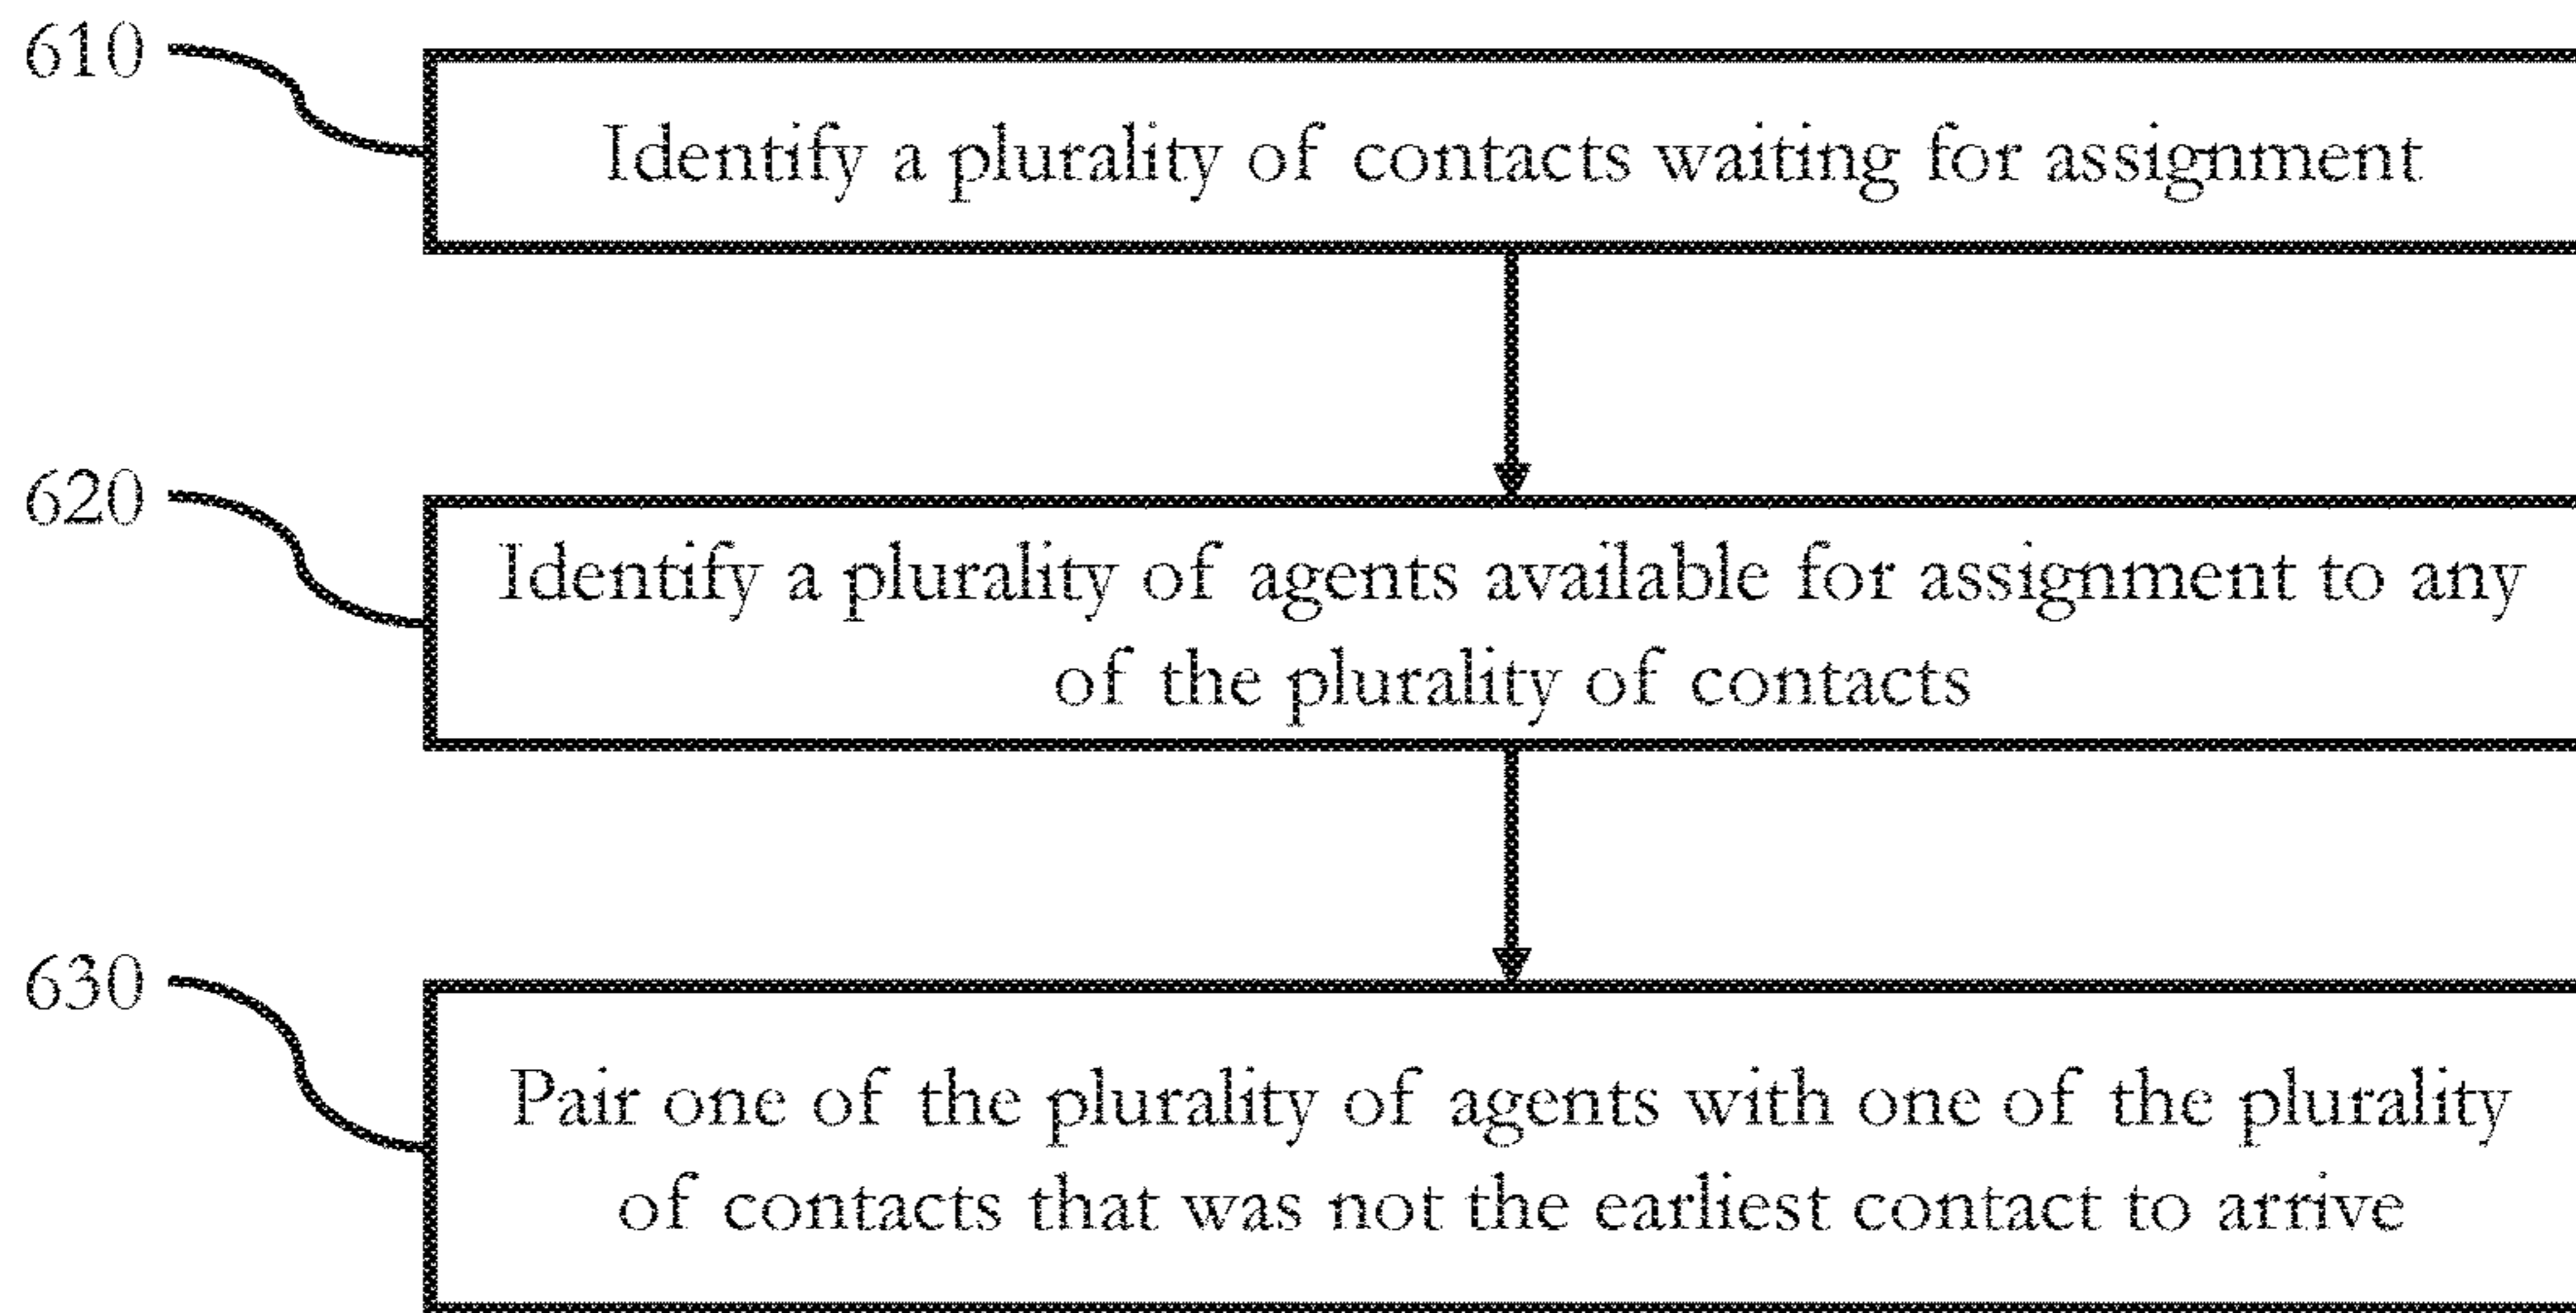 610
Identify a plurality of contacts waiting for assignment
620
Identify a plurality of agents available for assignment to any
of the plurality of contacts
630
Pair one of the plurality of agents with one of the plurality
of contacts that was not the earliest contact to arrive